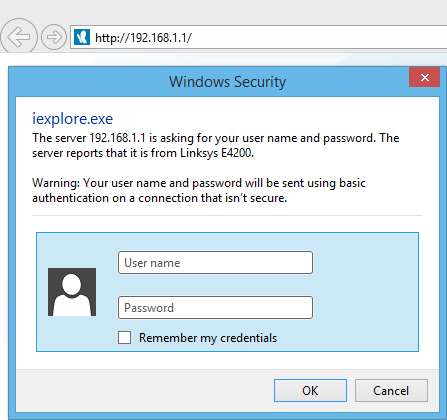 http://192.168.1.1/
Windows Security
iexplore.exe
The server 192.168.1.1 is asking for your user name and password. The
server reports that it is from Linksys E4200.
Warning: Your user name and password will be sent using basic
authentication on a connection that isn't secure.
User name
Password
Remember my credentials
OK
Cancel